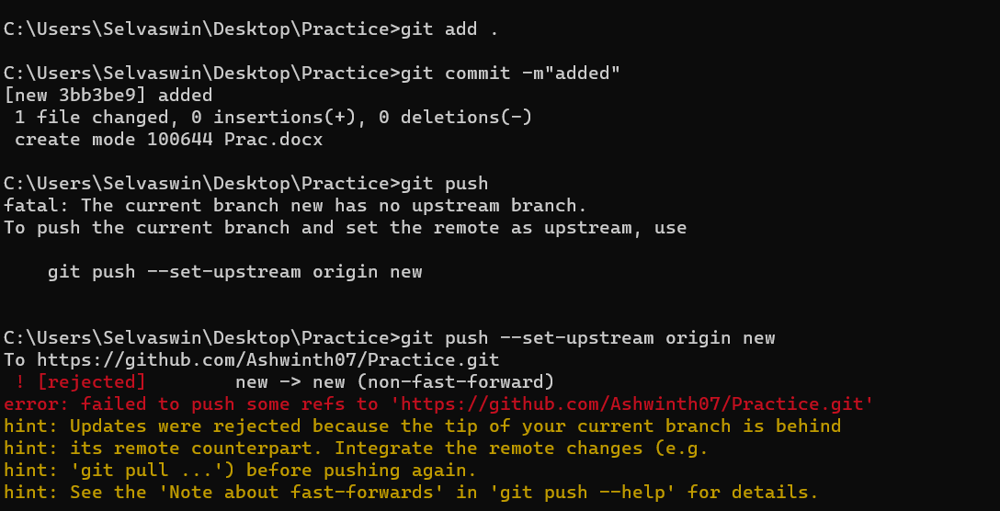 C:\Users\Selvaswin\Desktop\Practice>git add .
C:\Users\Selvaswin\Desktop\Practice>git commit -m"added"
[new 3bb3be9] added
 1 file changed, 0 insertions(+), 0 deletions(-)
 create mode 100644 Prac.docx
C:\Users\Selvaswin\Desktop\Practice>git push
fatal: The current branch new has no upstream branch.
To push the current branch and set the remote as upstream, use
    git push --set-upstream origin new
C:\Users\Selvaswin\Desktop\Practice>git push --set-upstream origin new
To https://github.com/Ashwinth07/Practice.git
 ! [rejected]        new -> new (non-fast-forward)
error: failed to push some refs to 'https://github.com/Ashwinth07/Practice.git'
hint: Updates were rejected because the tip of your current branch is behind
hint: its remote counterpart. Integrate the remote changes (e.g.
hint: 'git pull ...') before pushing again.
hint: See the 'Note about fast-forwards' in 'git push --help' for details.